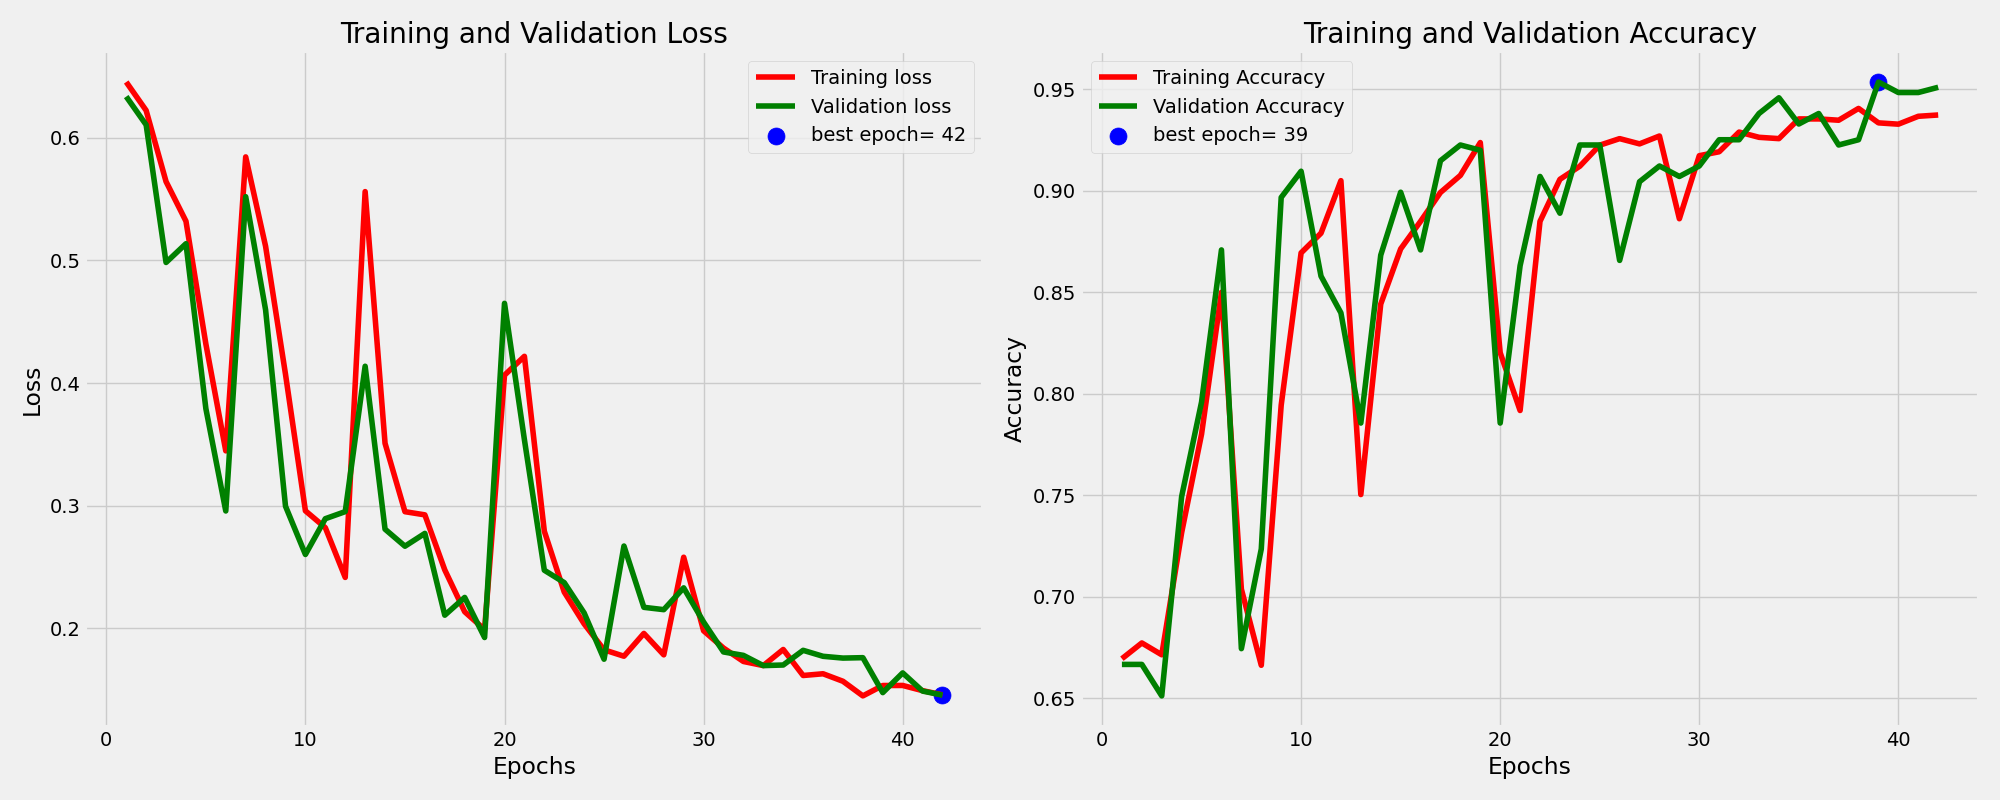 Training and Validation Loss
Training loss
Validation loss
best epoch= 42
0.6
0.5
0.4
0.3
0.2
Loss
0
10
20
30
40
Epochs
Training and Validation Accuracy
Training Accuracy
Validation Accuracy
best epoch= 39
0.95
0.90
0.85
0.80
0.75
0.70
0.65
Accuracy
0
10
20
30
40
Epochs